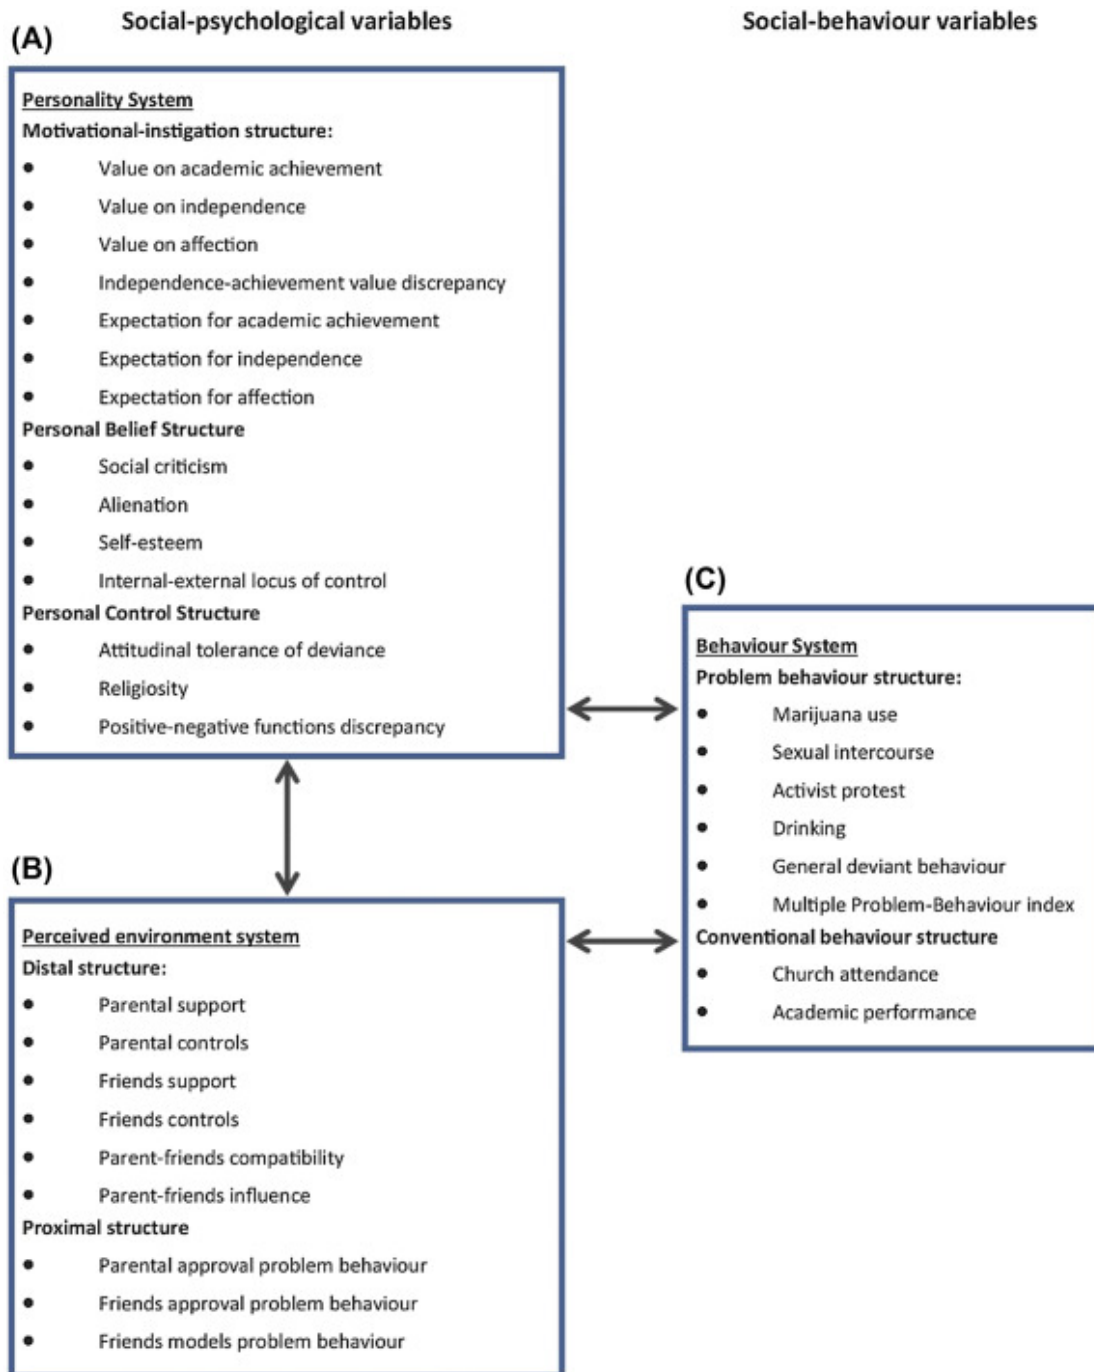 Social-psychological variables
Social-behaviour variables
(A)
Personality System
Motivational-instigation structure:
● Value on academic achievement
● Value on independence
● Value on affection
● Independence-achievement value discrepancy
● Expectation for academic achievement
● Expectation for independence
● Expectation for affection
Personal Belief Structure
● Social criticism
● Alienation
● Self-esteem
● Internal-external locus of control
Personal Control Structure
● Attitudinal tolerance of deviance
● Religiosity
● Positive-negative functions discrepancy
(B)
Perceived environment system
Distal structure:
● Parental support
● Parental controls
● Friends support
● Friends controls
● Parent-friends compatibility
● Parent-friends influence
Proximal structure
● Parental approval problem behaviour
● Friends approval problem behaviour
● Friends models problem behaviour
(C)
Behaviour System
Problem behaviour structure:
● Marijuana use
● Sexual intercourse
● Activist protest
● Drinking
● General deviant behaviour
● Multiple Problem-Behaviour index
Conventional behaviour structure
● Church attendance
● Academic performance